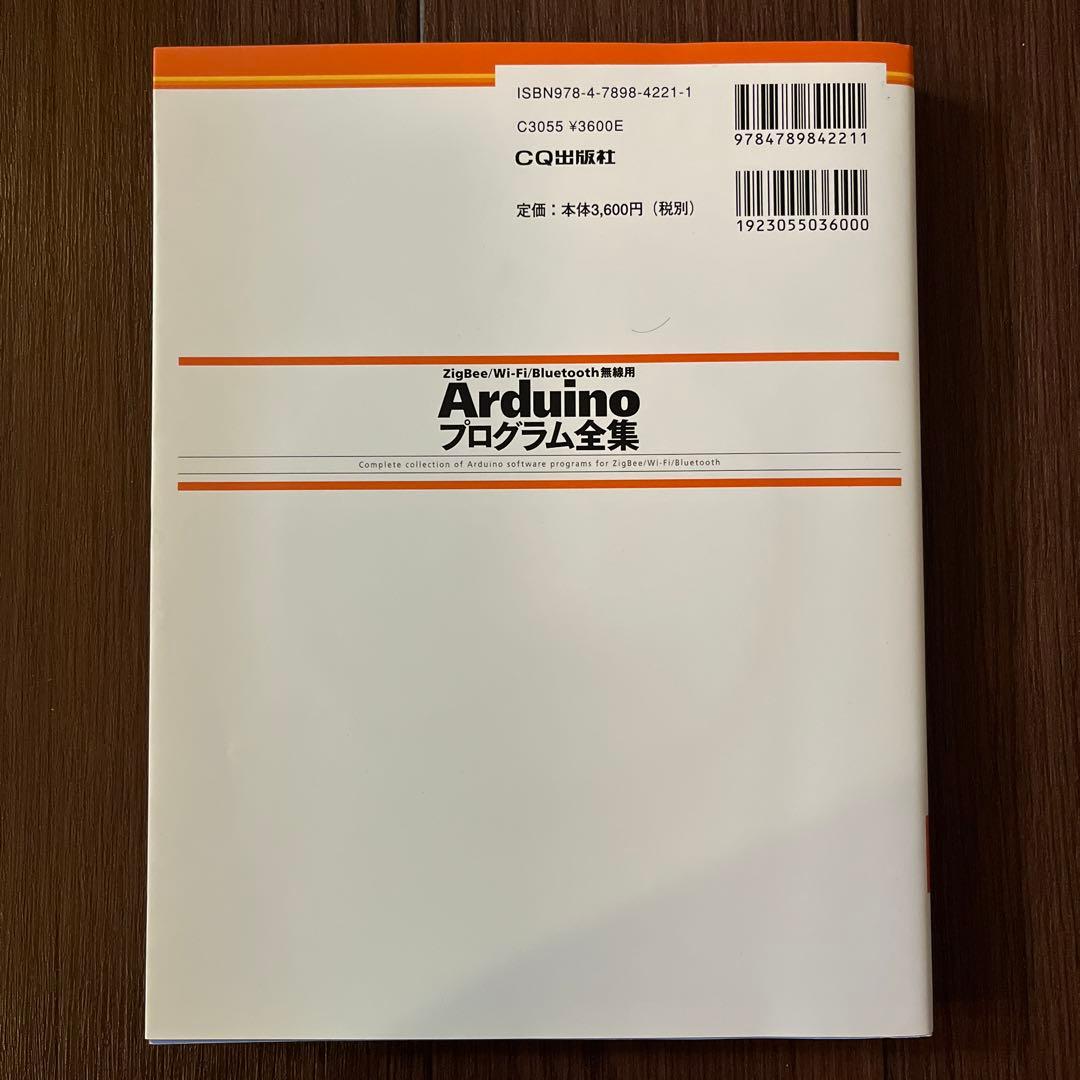 ISBN978-4-7898-4221-1
C3055 ¥3600E
CQ出版社
定価：本体3,600円（税別）
9784789842211
1923055036000
ZigBee/Wi-Fi/Bluetooth無線用
Arduino
プログラム全集
Complete collection of Arduino software programs for ZigBee/Wi-Fi/Bluetooth